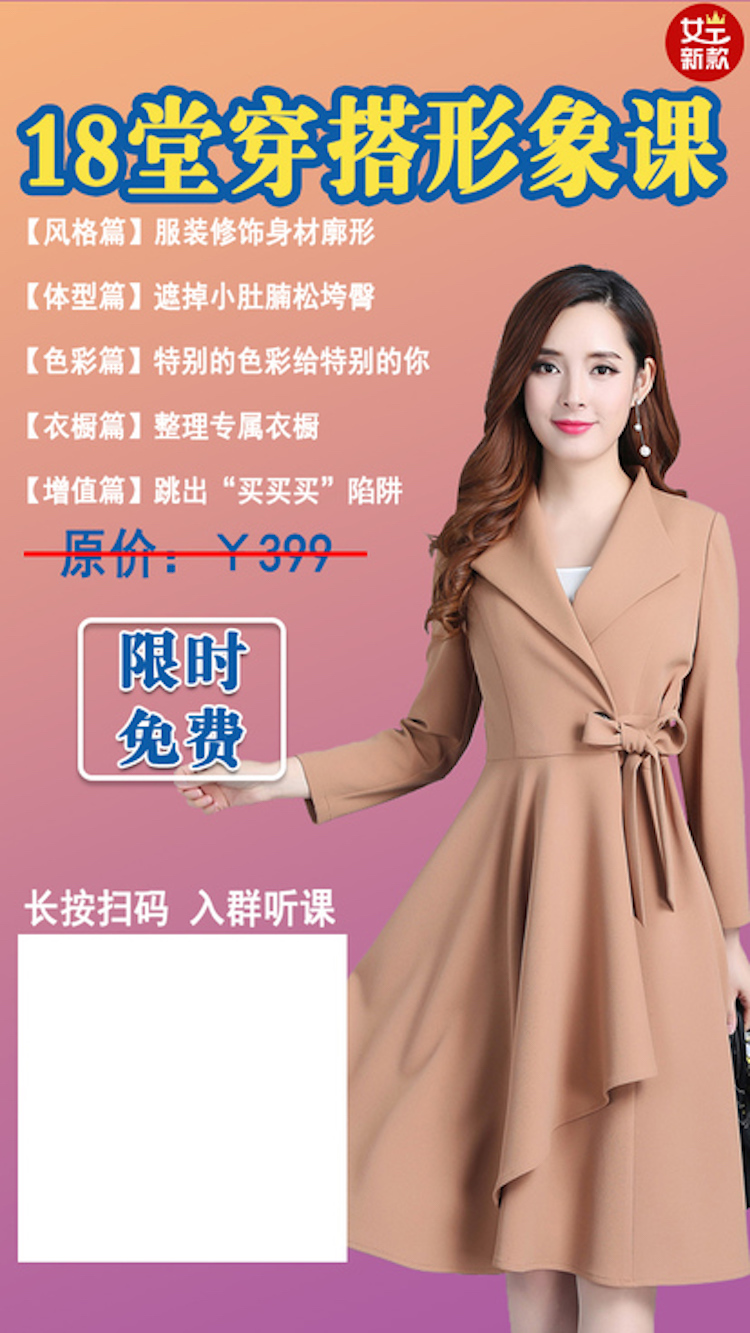 女王
新款
18堂穿搭形象课
【风格篇】服装修饰身材廓形
【体型篇】遮掉小肚腩松垮臀
【色彩篇】特别的色彩给特别的你
【衣橱篇】整理专属衣橱
【增值篇】跳出“买买买”陷阱
原价：￥399
限时
免费
长按扫码 入群听课